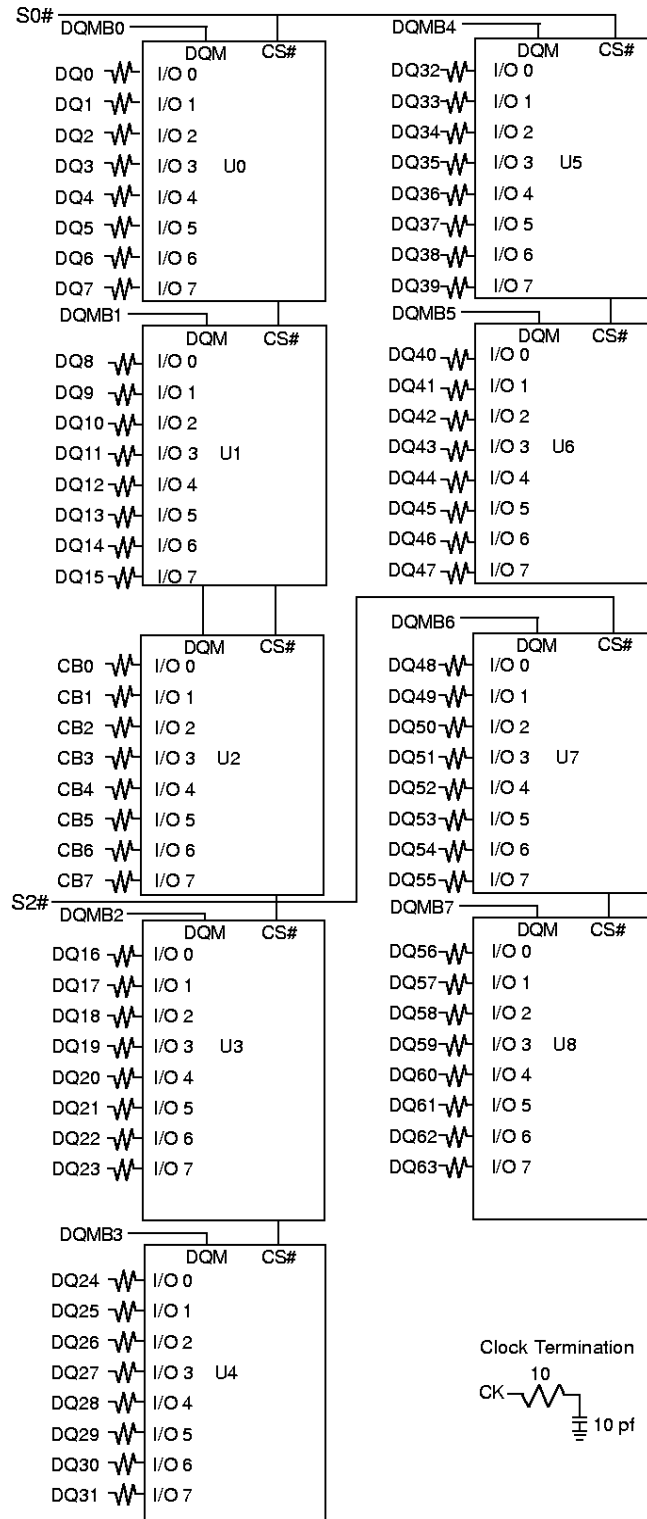 S0#
DQMB0
DQM CS#
DQ0 I/O 0
DQ1 I/O 1
DQ2 I/O 2
DQ3 I/O 3 U0
DQ4 I/O 4
DQ5 I/O 5
DQ6 I/O 6
DQ7 I/O 7
DQMB1
DQM CS#
DQ8 I/O 0
DQ9 I/O 1
DQ10 I/O 2
DQ11 I/O 3 U1
DQ12 I/O 4
DQ13 I/O 5
DQ14 I/O 6
DQ15 I/O 7
DQM CS#
CB0 I/O 0
CB1 I/O 1
CB2 I/O 2
CB3 I/O 3 U2
CB4 I/O 4
CB5 I/O 5
CB6 I/O 6
CB7 I/O 7
S2#
DQMB2
DQM CS#
DQ16 I/O 0
DQ17 I/O 1
DQ18 I/O 2
DQ19 I/O 3 U3
DQ20 I/O 4
DQ21 I/O 5
DQ22 I/O 6
DQ23 I/O 7
DQMB3
DQM CS#
DQ24 I/O 0
DQ25 I/O 1
DQ26 I/O 2
DQ27 I/O 3 U4
DQ28 I/O 4
DQ29 I/O 5
DQ30 I/O 6
DQ31 I/O 7
DQMB4
DQM CS#
DQ32 I/O 0
DQ33 I/O 1
DQ34 I/O 2
DQ35 I/O 3 U5
DQ36 I/O 4
DQ37 I/O 5
DQ38 I/O 6
DQ39 I/O 7
DQMB5
DQM CS#
DQ40 I/O 0
DQ41 I/O 1
DQ42 I/O 2
DQ43 I/O 3 U6
DQ44 I/O 4
DQ45 I/O 5
DQ46 I/O 6
DQ47 I/O 7
DQMB6
DQM CS#
DQ48 I/O 0
DQ49 I/O 1
DQ50 I/O 2
DQ51 I/O 3 U7
DQ52 I/O 4
DQ53 I/O 5
DQ54 I/O 6
DQ55 I/O 7
DQMB7
DQM CS#
DQ56 I/O 0
DQ57 I/O 1
DQ58 I/O 2
DQ59 I/O 3 U8
DQ60 I/O 4
DQ61 I/O 5
DQ62 I/O 6
DQ63 I/O 7
Clock Termination
10
CK
10 pf